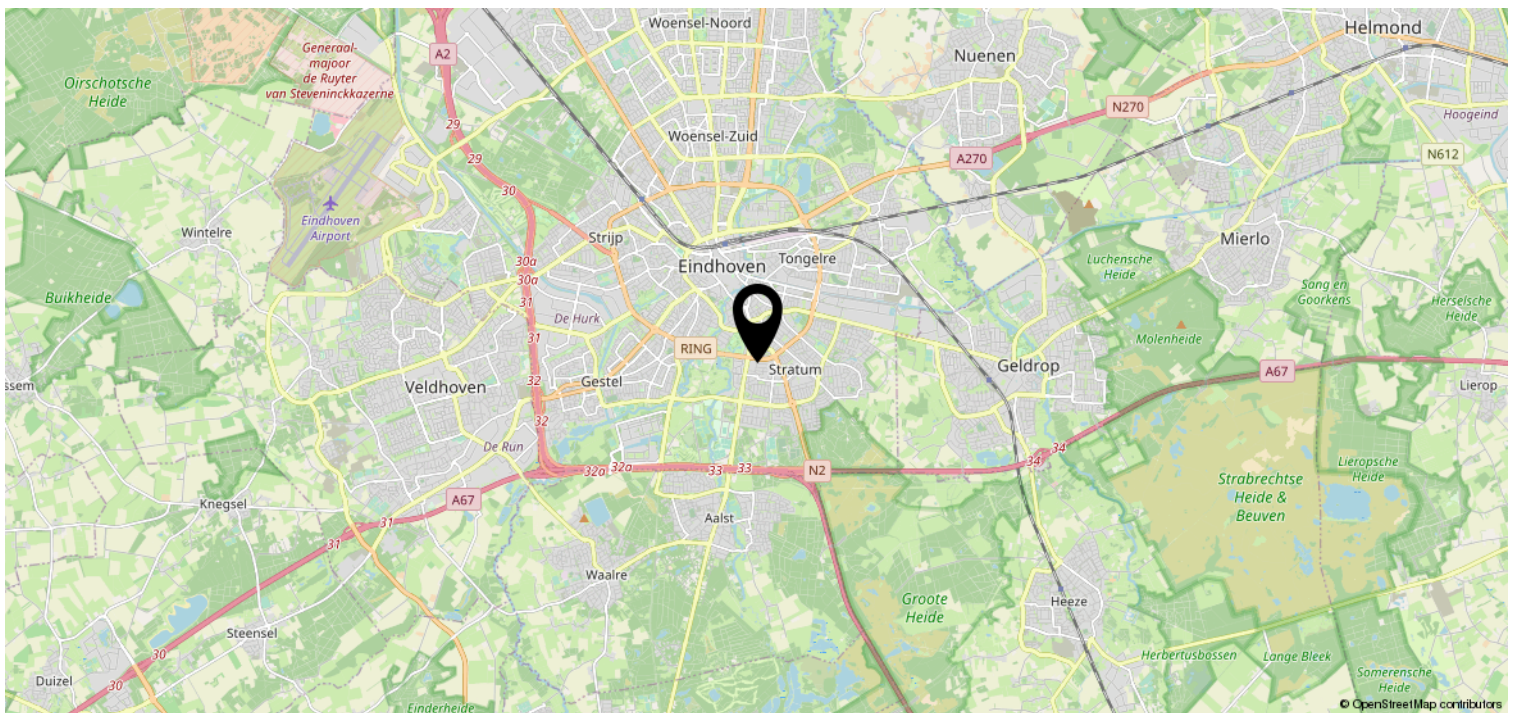 Woensel-Noord
Helmond
A2
Generaal-
majoor
de Ruyter
van Steveninckkazerne
Nuenen
Oirschotsche
Heide
N270
Hoogeind
29
Woensel-Zuid
29
A270
N612
30
Eindhoven
Airport
Wintelre
Strijp
Mierlo
30a
Eindhoven
Tongelre
Luchensche
Heide
30a
Buikheide
31
De Hurk
Herselsche
Heide
31
RING
Molenheide
Stratum
Geldrop
A67
32
Gestel
Veldhoven
Lierop
32
De Run
34
34
32a
32a
33
33
N2
Lieropsche
Heide
A67
Strabrechtse
Heide &
Beuven
Knegsel
31
Aalst
31
Waalre
Groote
Heide
Heeze
Steensel
30
Herbertusbossen
Lange Bleek
Duizel
30
Somerensche
Heide
Einderheide
© OpenStreetMap contributors